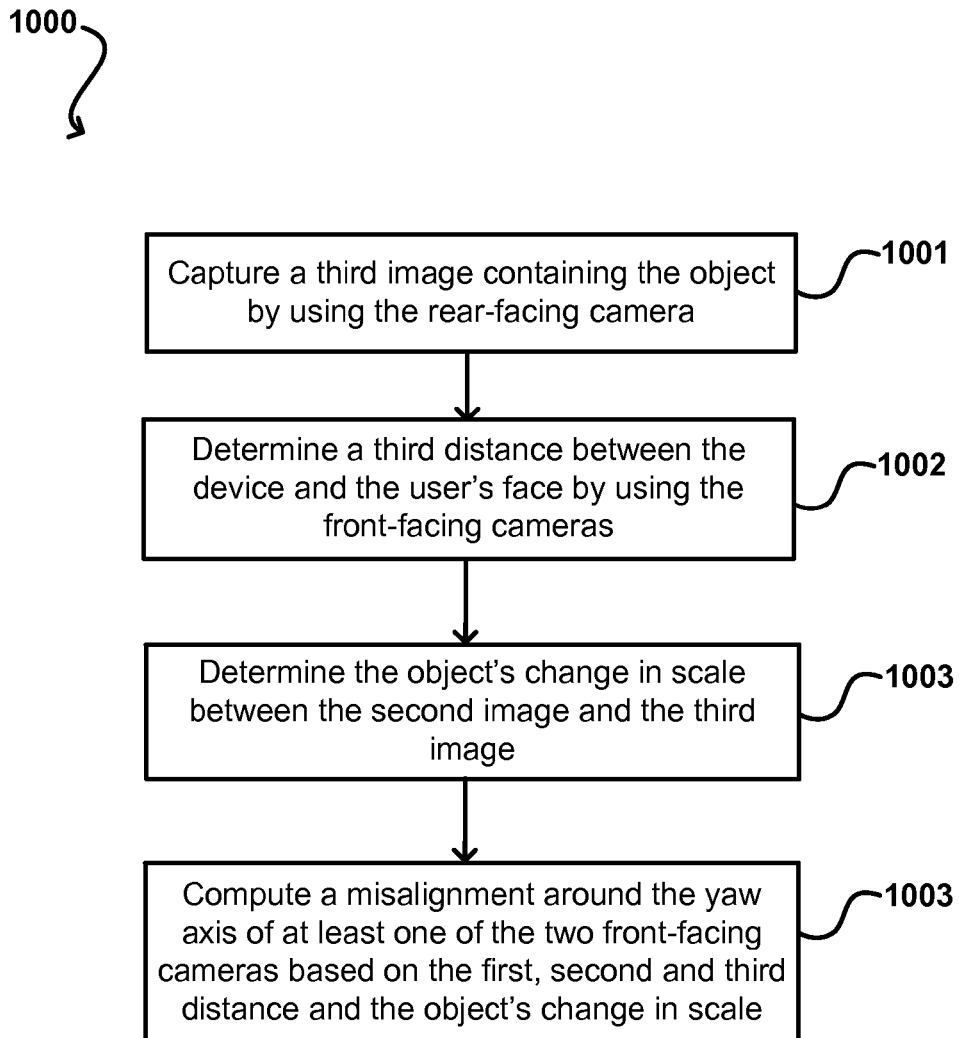 1000
Capture a third image containing the object
by using the rear-facing camera
1001
Determine a third distance between the
device and the user's face by using the
front-facing cameras
1002
Determine the object's change in scale
between the second image and the third
image
1003
Compute a misalignment around the yaw
axis of at least one of the two front-facing
cameras based on the first, second and third
distance and the object's change in scale
1003